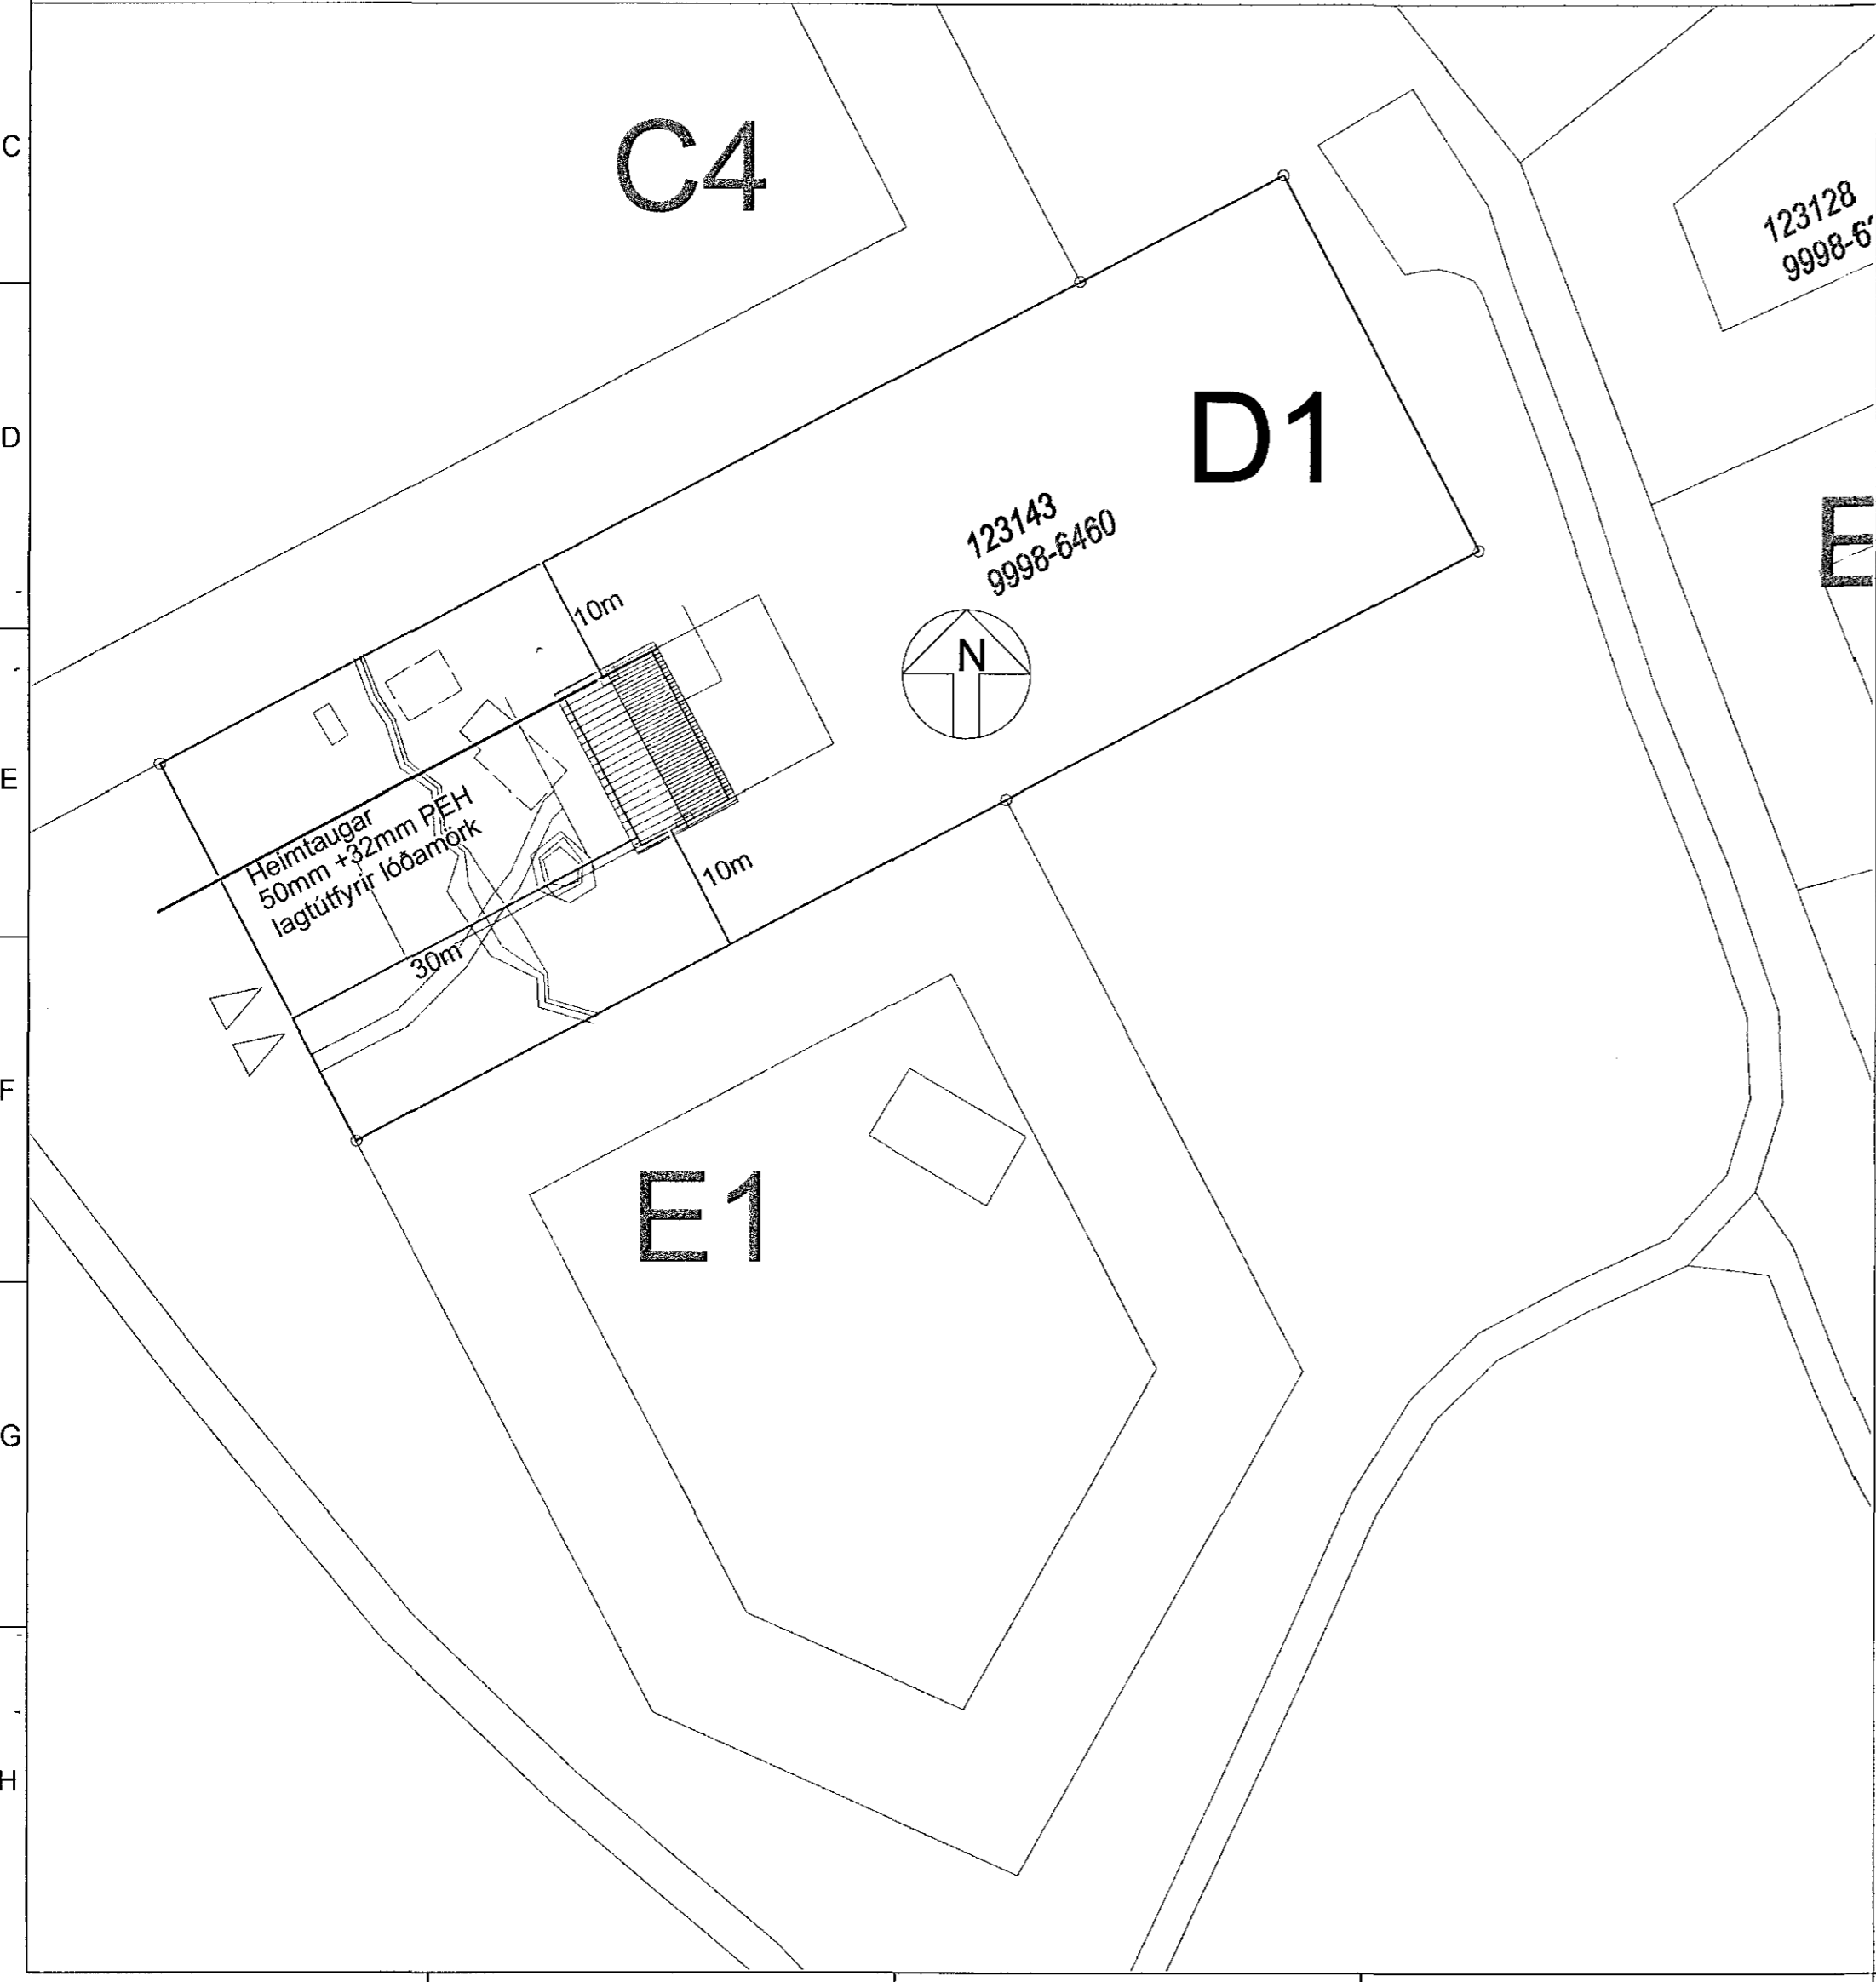 C
C4
123128
9998-6
D
D1
123143
9998-6460
E
10m
N
E
Heimtaugar
50mm +32mm PEH
lagtútfyrir lóðamörk
10m
30m
F
E1
G
H